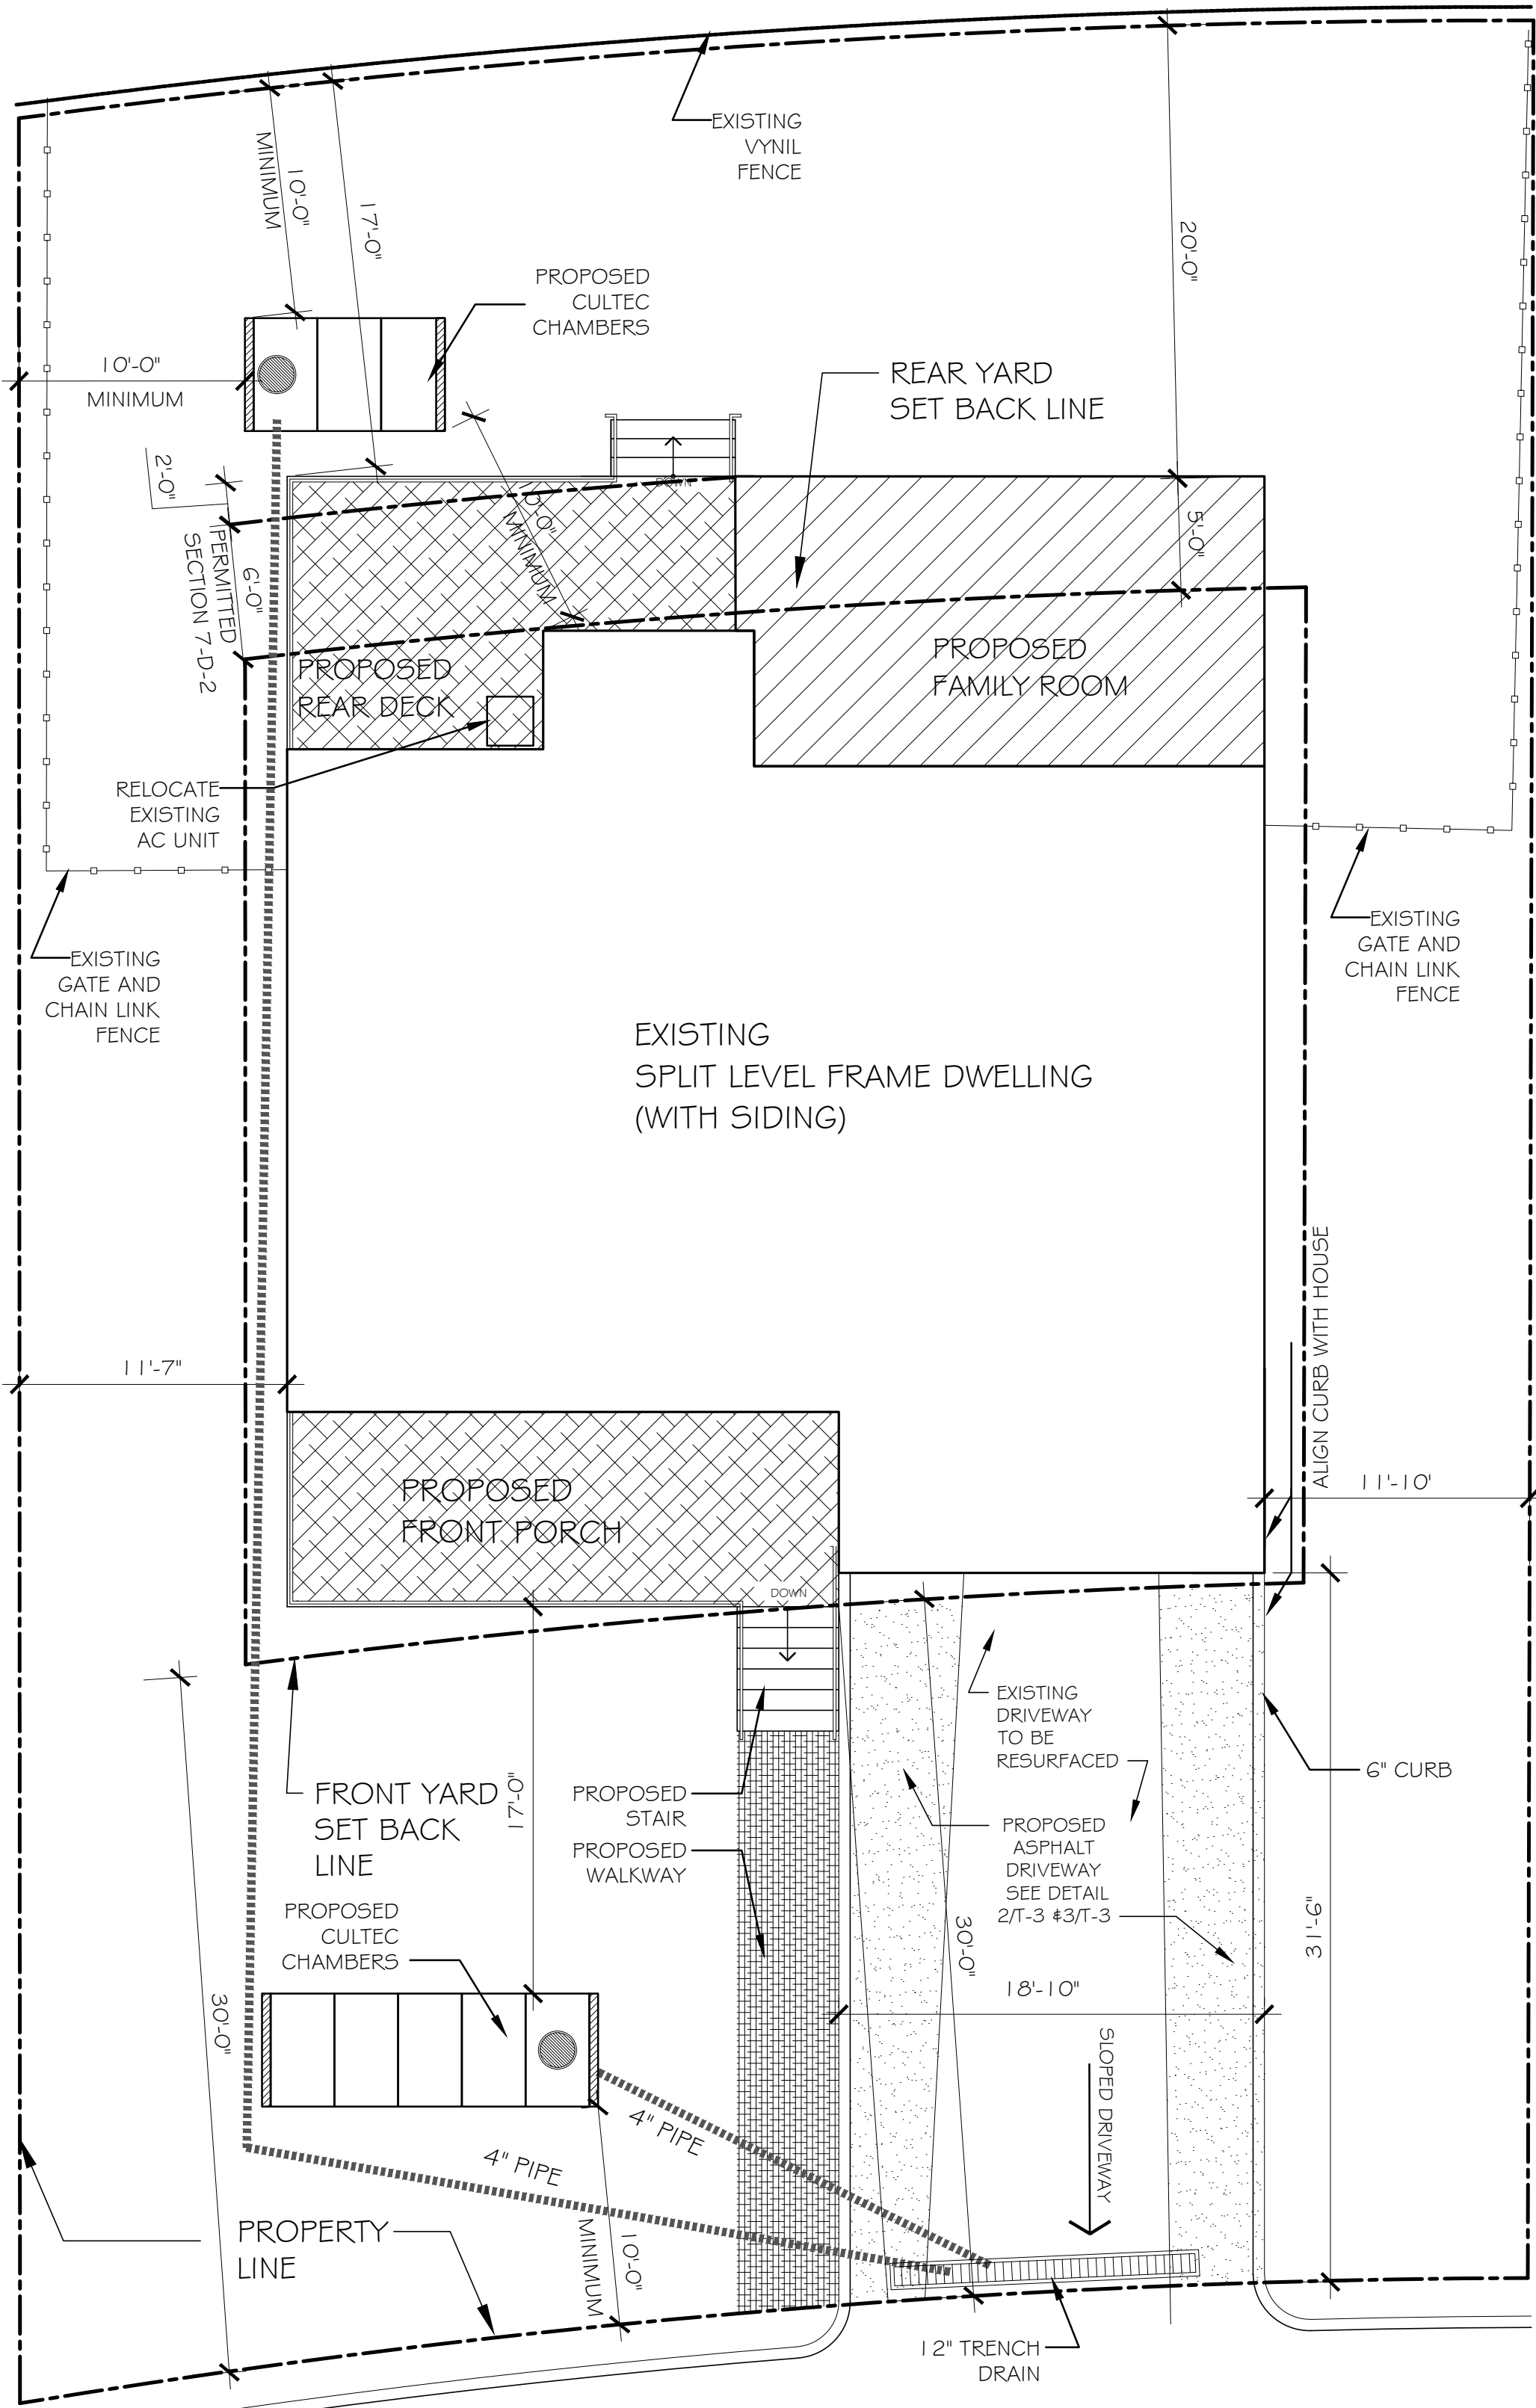 EXISTING
VYNIL
FENCE
10'-0"
MINIMUM
17'-0"
20'-0"
PROPOSED
CULTEC
CHAMBERS
10'-0"
MINIMUM
REAR YARD
SET BACK LINE
2'-0"
DOWN
10'-0"
MINIMUM
5'-0"
6'-0"
PERMITTED
SECTION 7-D-2
PROPOSED
REAR DECK
PROPOSED
FAMILY ROOM
RELOCATE
EXISTING
AC UNIT
EXISTING
GATE AND
CHAIN LINK
FENCE
EXISTING
GATE AND
CHAIN LINK
FENCE
EXISTING
SPLIT LEVEL FRAME DWELLING
(WITH SIDING)
ALIGN CURB WITH HOUSE
11'-7"
11'-10'
PROPOSED
FRONT PORCH
DOWN
EXISTING
DRIVEWAY
TO BE
RESURFACED
6" CURB
FRONT YARD
SET BACK
LINE
17'-0"
PROPOSED
STAIR
PROPOSED
WALKWAY
PROPOSED
ASPHALT
DRIVEWAY
SEE DETAIL
2/T-3 &3/T-3
PROPOSED
CULTEC
CHAMBERS
30'-0"
31'-6"
18'-10"
30'-0"
SLOPED DRIVEWAY
4" PIPE
4" PIPE
PROPERTY
LINE
10'-0"
MINIMUM
12" TRENCH
DRAIN